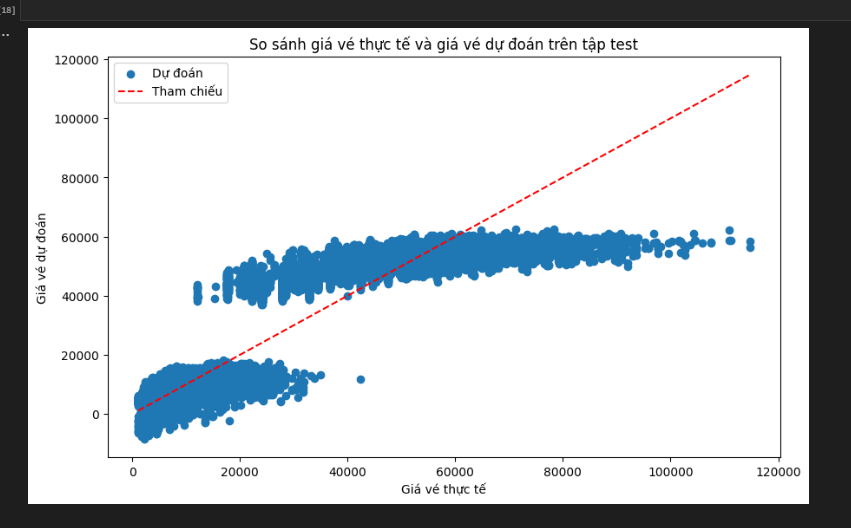 [18]
...
So sánh giá vé thực tế và giá vé dự đoán trên tập test
Dự đoán
Tham chiếu
Giá vé dự đoán
120000
100000
80000
60000
40000
20000
0
0 20000 40000 60000 80000 100000 120000
Giá vé thực tế